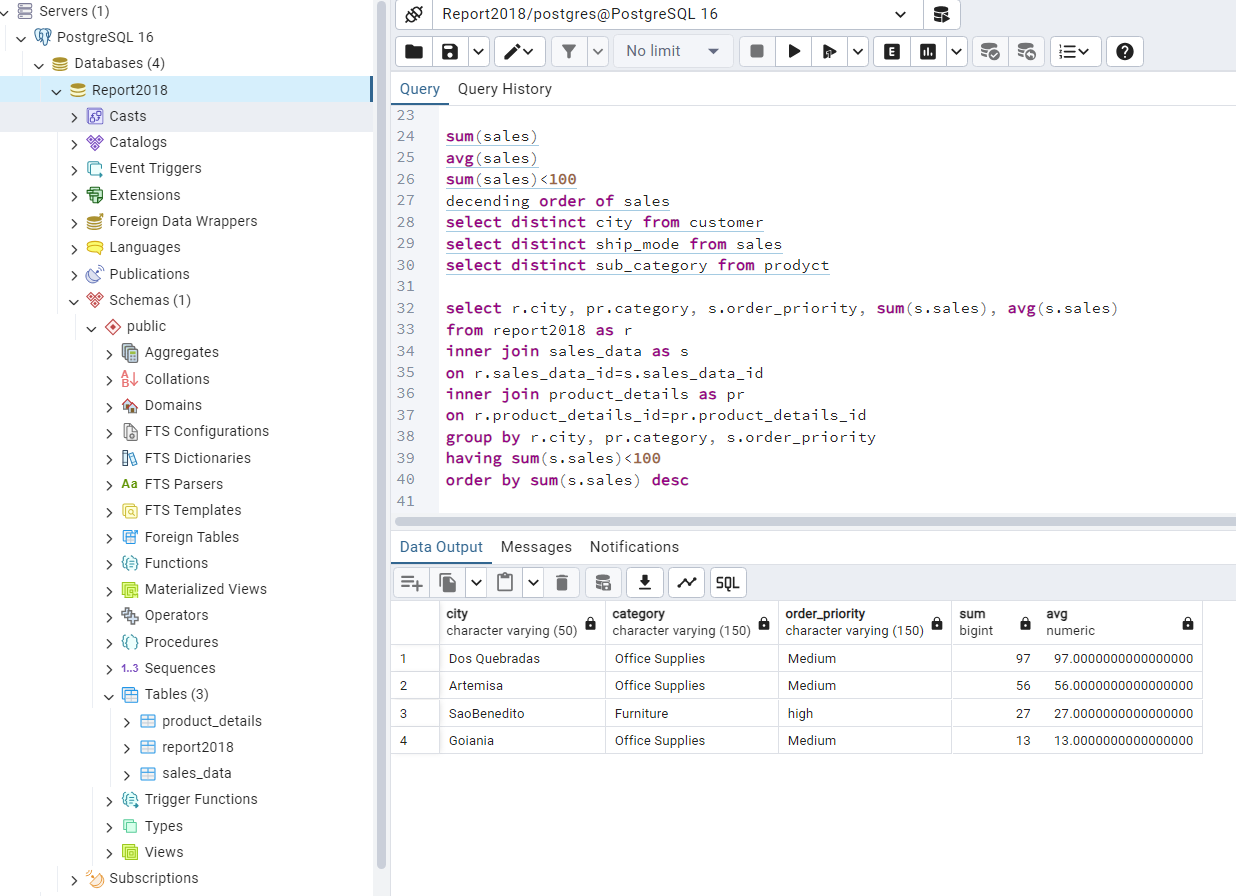 Servers (1)
PostgreSQL 16
Databases (4)
Report2018
Casts
Catalogs
Event Triggers
Extensions
Foreign Data Wrappers
Languages
Publications
Schemas (1)
public
Aggregates
Collations
Domains
FTS Configurations
FTS Dictionaries
Aa FTS Parsers
FTS Templates
Foreign Tables
Functions
Materialized Views
Operators
Procedures
1..3 Sequences
Tables (3)
product_details
report2018
sales_data
Trigger Functions
Types
Views
Subscriptions
Report2018/postgres@PostgreSQL 16
No limit
E
Query Query History
23
24 sum(sales)
25 avg(sales)
26 sum(sales)<100
27 decending order of sales
28 select distinct city from customer
29 select distinct ship_mode from sales
30 select distinct sub_category from prodyct
31
32 select r.city, pr.category, s.order_priority, sum(s.sales), avg(s.sales)
33 from report2018 as r
34 inner join sales_data as s
35 on r.sales_data_id=s.sales_data_id
36 inner join product_details as pr
37 on r.product_details_id=pr.product_details_id
38 group by r.city, pr.category, s.order_priority
39 having sum(s.sales)<100
40 order by sum(s.sales) desc
41
Data Output Messages Notifications
SQL
city category order_priority sum avg
character varying (50) character varying (150) character varying (150) bigint numeric
1 Dos Quebradas Office Supplies Medium 97 97.0000000000000000
2 Artemisa Office Supplies Medium 56 56.0000000000000000
3 SaoBenedito Furniture high 27 27.0000000000000000
4 Goiania Office Supplies Medium 13 13.0000000000000000